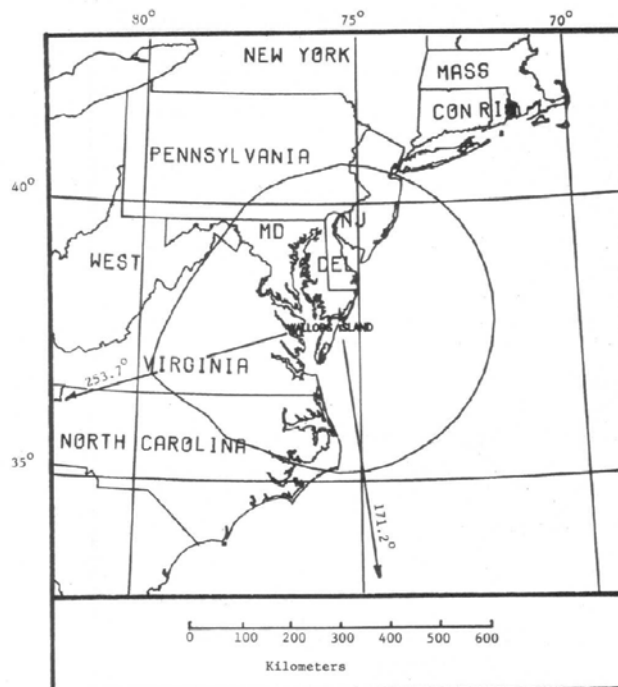 80° 75° 70°
NEW YORK
MASS
CON RI
PENNSYLVANIA
40°
MD NJ
WEST DEL
WALLOPS ISLAND
VIRGINIA
253.7°
NORTH CAROLINA
35°
171.2°
0 100 200 300 400 500 600
Kilometers